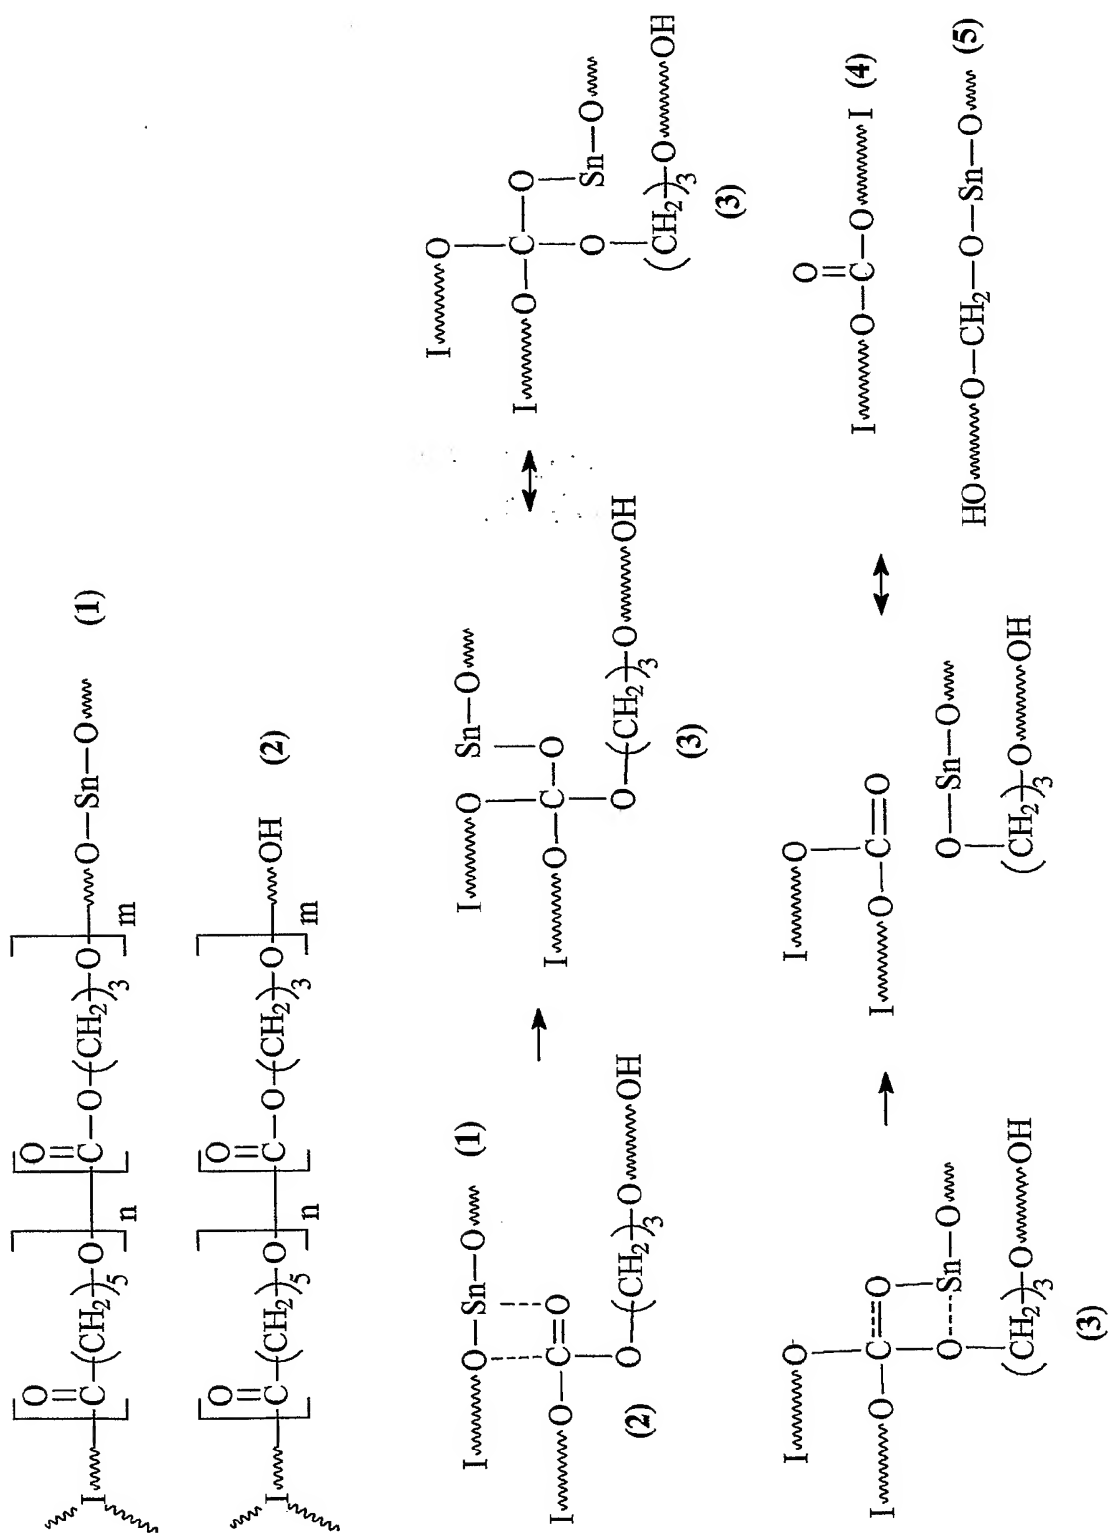 O O
I~[C-(CH₂)₅-O]n-[C-O-(CH₂)₃-O]m~O-Sn-O~ (1)
O O
I~[C-(CH₂)₅-O]n-[C-O-(CH₂)₃-O]m~OH (2)
I~O-Sn-O~ (1)
I~O-C=O
O-(CH₂)₃-O~OH
(2)
I~O Sn-O~
I~O-C-O
O-(CH₂)₃-O~OH
(3)
I~O
I~O-C-O
O Sn-O~
(CH₂)₃-O~OH
(3)
I~O
I~O-C=O
O Sn-O~
(CH₂)₃-O~OH
(3)
I~O
I~O-C=O
O-Sn-O~
(CH₂)₃-O~OH
O
I~O-C-O~I (4)
HO~O-CH₂-O-Sn-O~ (5)